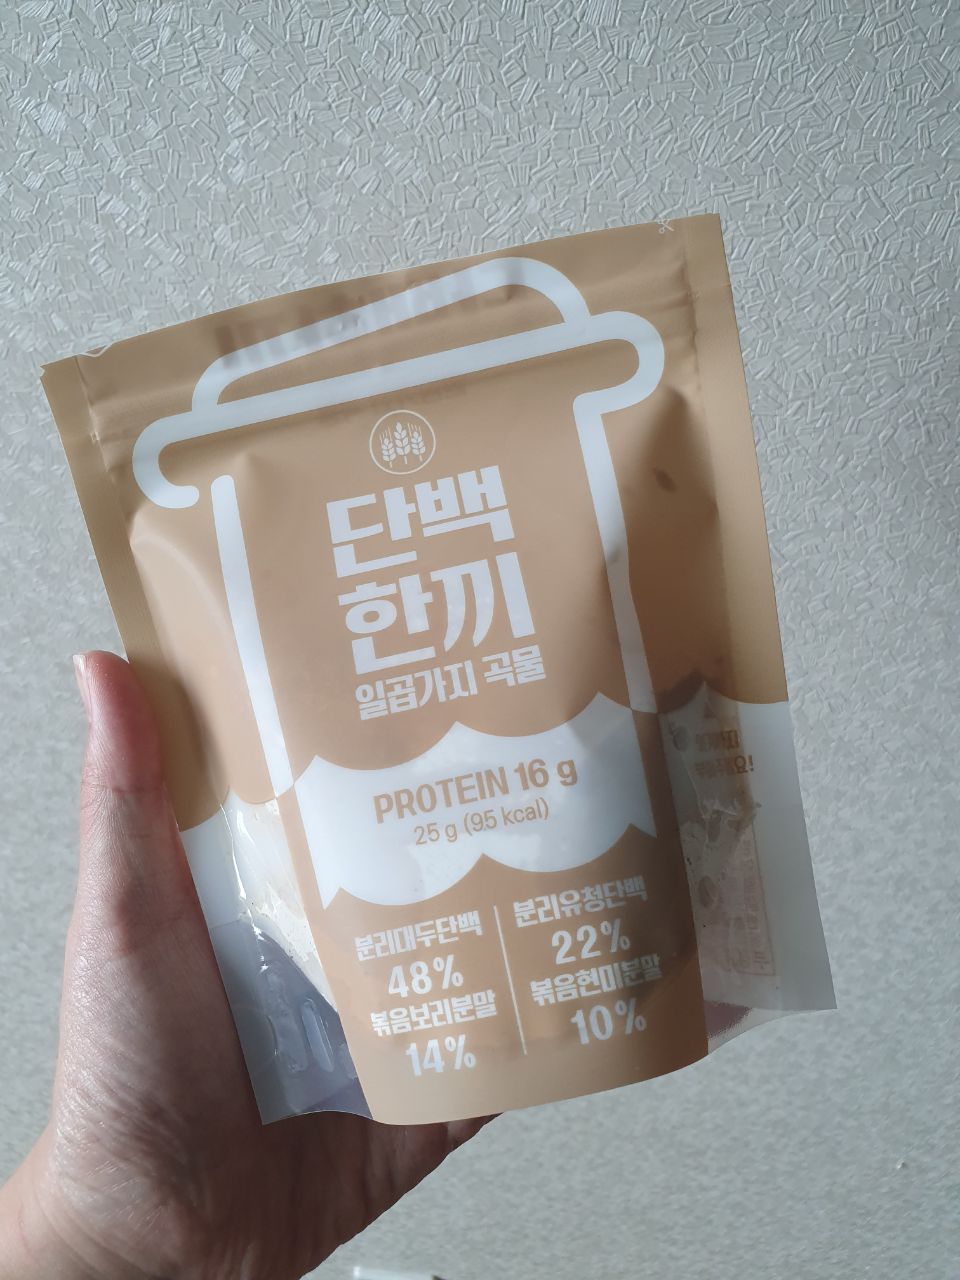 단백
한끼
일곱가지 곡물
PROTEIN 16 g
25 g (95 kcal)
분리대두단백
48%
볶음보리분말
14%
분리유청단백
22%
볶음현미분말
10%